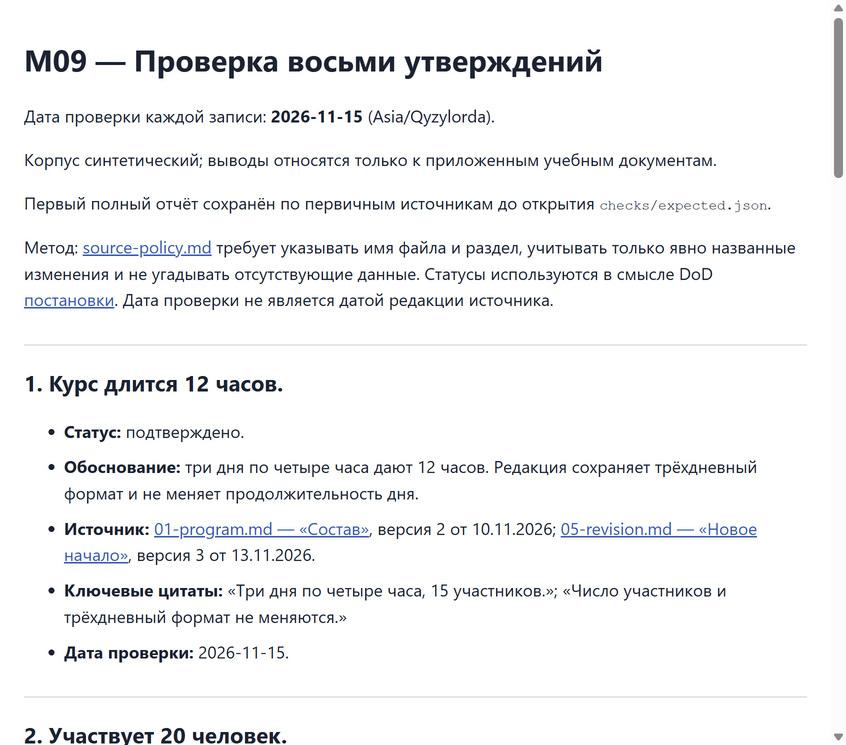 M09 — Проверка восьми утверждений
Дата проверки каждой записи: 2026-11-15 (Asia/Qyzylorda).
Корпус синтетический; выводы относятся только к приложенным учебным документам.
Первый полный отчёт сохранён по первичным источникам до открытия checks/expected.json.
Метод: source-policy.md требует указывать имя файла и раздел, учитывать только явно названные
изменения и не угадывать отсутствующие данные. Статусы используются в смысле DoD
постановки. Дата проверки не является датой редакции источника.
1. Курс длится 12 часов.
• Статус: подтверждено.
• Обоснование: три дня по четыре часа дают 12 часов. Редакция сохраняет трёхдневный
формат и не меняет продолжительность дня.
• Источник: 01-program.md — «Состав», версия 2 от 10.11.2026; 05-revision.md — «Новое
начало», версия 3 от 13.11.2026.
• Ключевые цитаты: «Три дня по четыре часа, 15 участников.»; «Число участников и
трёхдневный формат не меняются.»
• Дата проверки: 2026-11-15.
2. Участвует 20 человек.